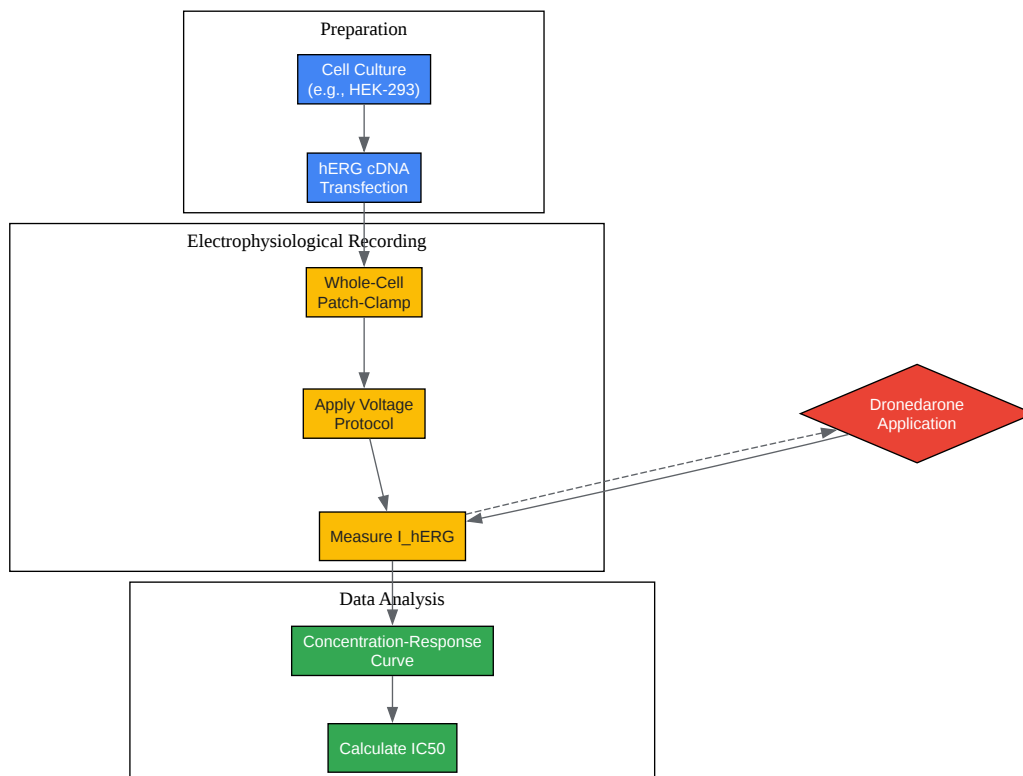 Preparation
Cell Culture
(e.g., HEK-293)
hERG cDNA
Transfection
Electrophysiological Recording
Whole-Cell
Patch-Clamp
Apply Voltage
Protocol
Dronedarone
Application
Measure I_hERG
Data Analysis
Concentration-Response
Curve
Calculate IC50